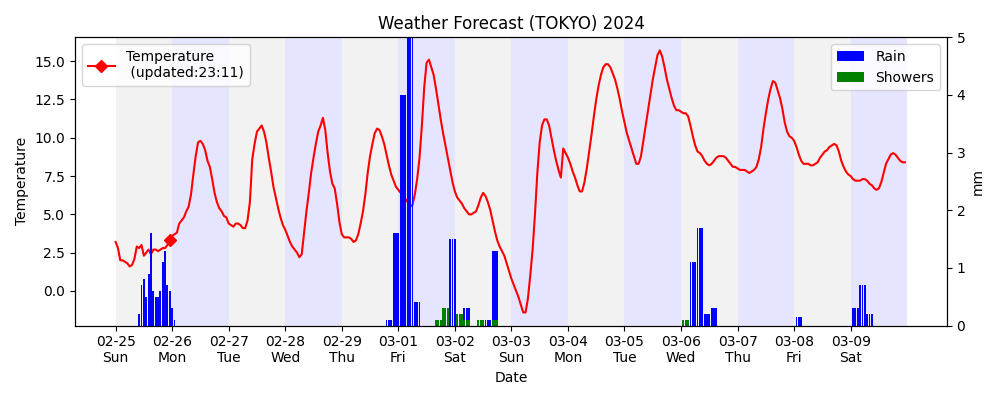 Weather Forecast (TOKYO) 2024
Temperature
(updated:23:11)
Rain
Showers
Temperature
15.0
12.5
10.0
7.5
5.0
2.5
0.0
5
4
3
2
1
0
mm
02-25 02-26 02-27 02-28 02-29 03-01 03-02 03-03 03-04 03-05 03-06 03-07 03-08 03-09
Sun Mon Tue Wed Thu Fri Sat Sun Mon Tue Wed Thu Fri Sat
Date